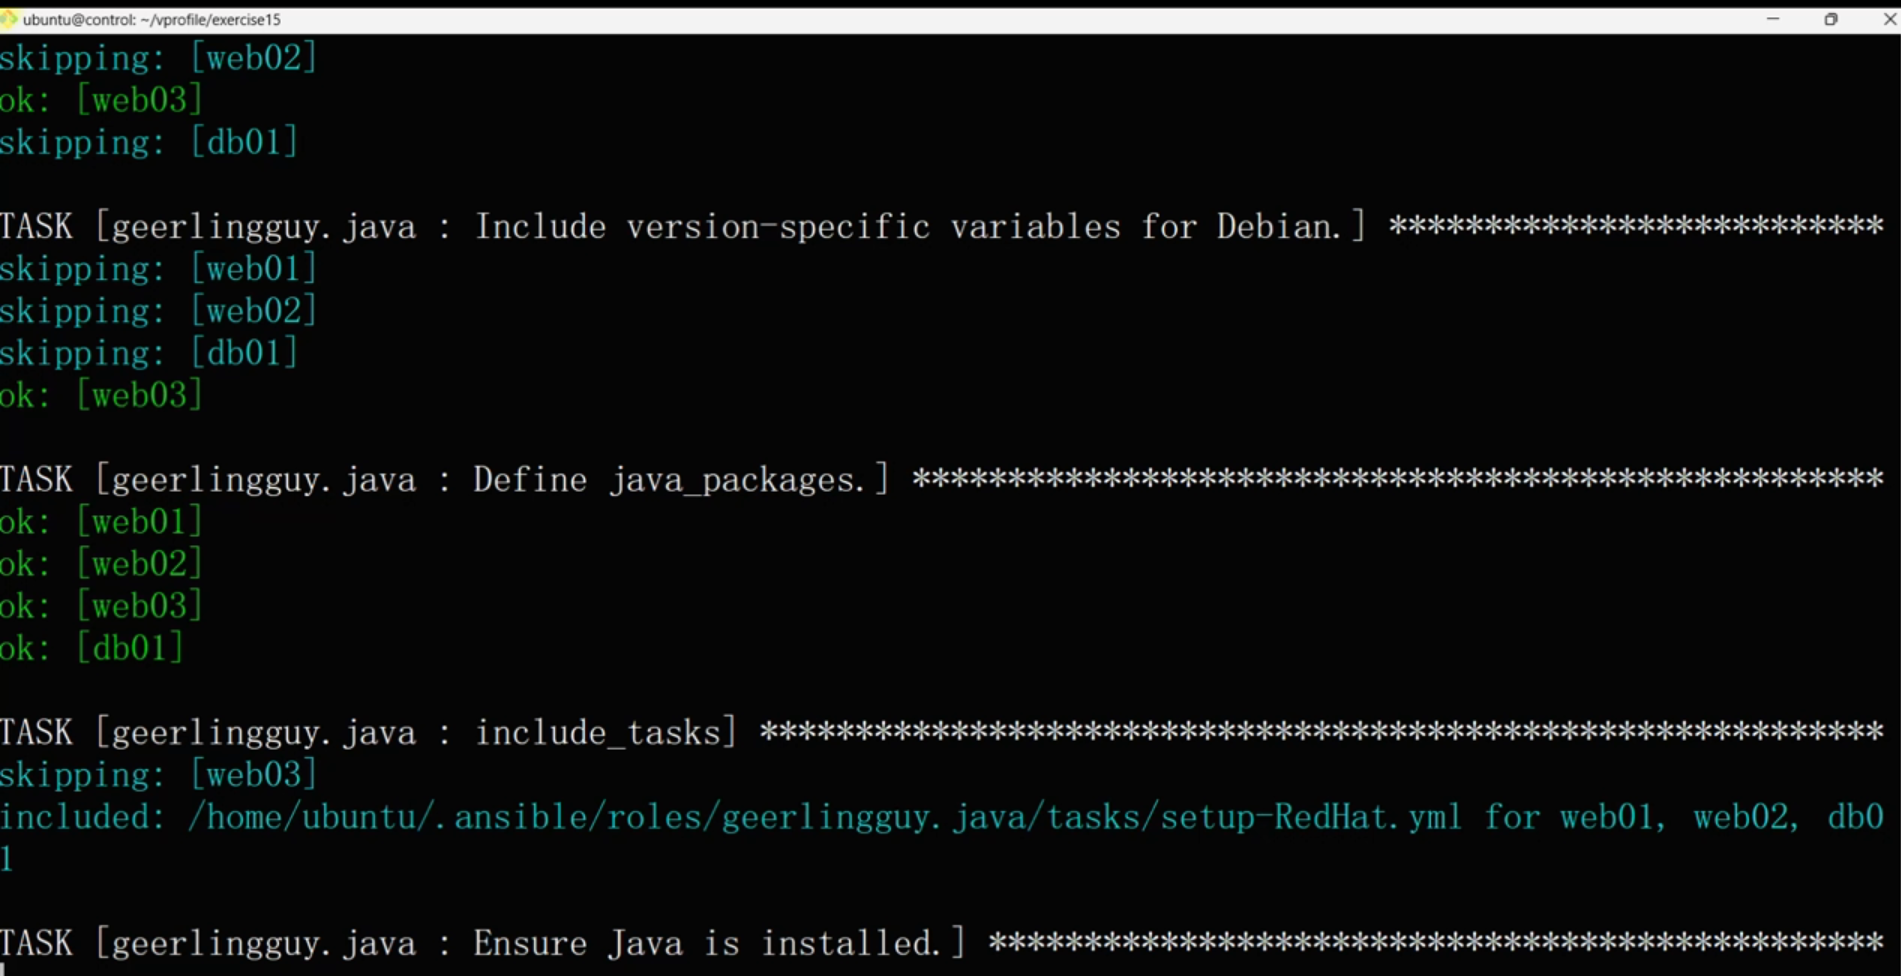 ubuntu@control: ~/vprofile/exercise15
skipping: [web02]
ok: [web03]
skipping: [db01]
TASK [geerlingguy.java : Include version-specific variables for Debian.] **************************
skipping: [web01]
skipping: [web02]
skipping: [db01]
ok: [web03]
TASK [geerlingguy.java : Define java_packages.] ***************************************************
ok: [web01]
ok: [web02]
ok: [web03]
ok: [db01]
TASK [geerlingguy.java : include_tasks] ***********************************************************
skipping: [web03]
included: /home/ubuntu/.ansible/roles/geerlingguy.java/tasks/setup-RedHat.yml for web01, web02, db0
1
TASK [geerlingguy.java : Ensure Java is installed.] ***********************************************